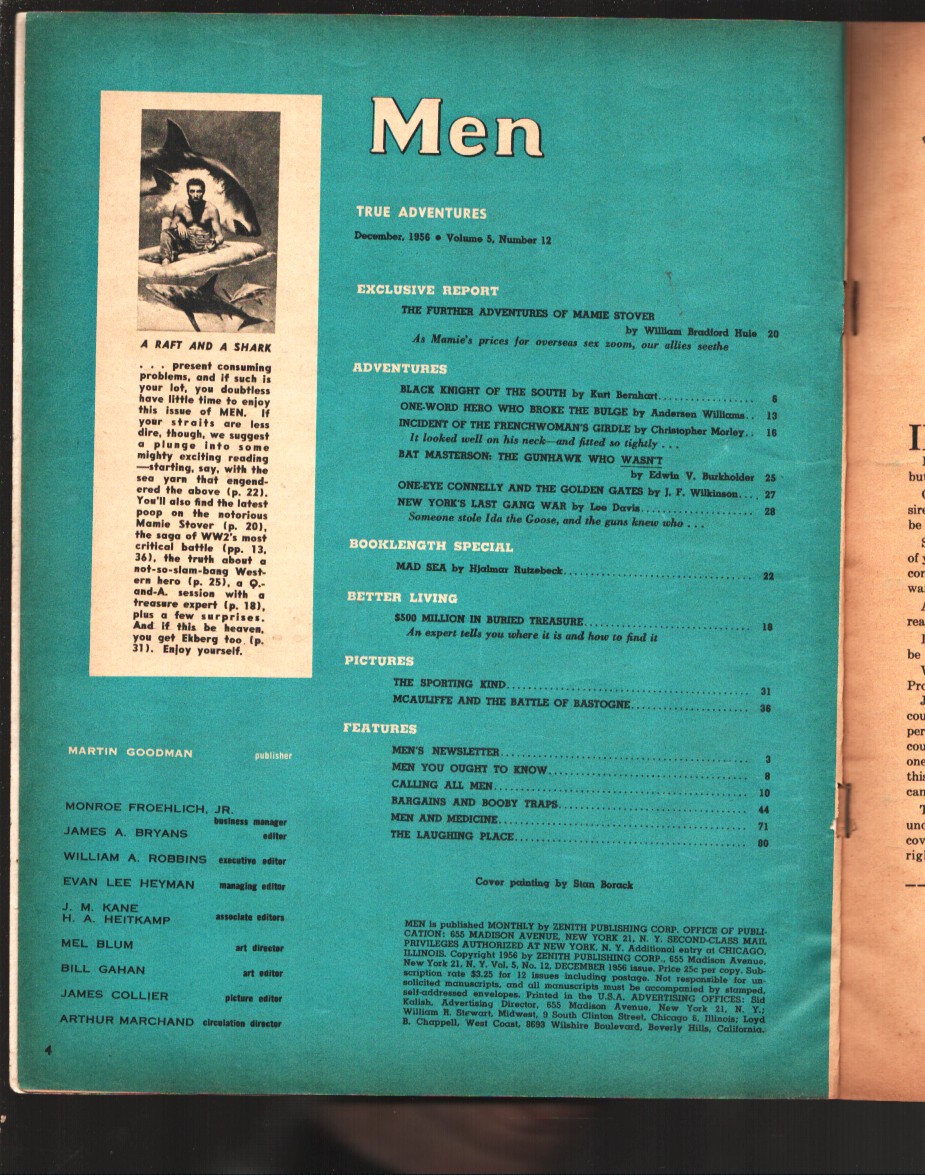 Men
TRUE ADVENTURES
December, 1956 • Volume 5, Number 12
EXCLUSIVE REPORT
THE FURTHER ADVENTURES OF MAMIE STOVER
by William Bradford Huie 20
As Mamie's prices for overseas sex zoom, our allies seethe
ADVENTURES
BLACK KNIGHT OF THE SOUTH by Kurt Bernhart................. 6
ONE-WORD HERO WHO BROKE THE BULGE by Andersen Williams.. 13
INCIDENT OF THE FRENCHWOMAN'S GIRDLE by Christopher Morley.. 16
It looked well on his neck—and fitted so tightly . . .
BAT MASTERSON: THE GUNHAWK WHO WASN'T
by Edwin V. Burkholder 25
ONE-EYE CONNELLY AND THE GOLDEN GATES by J. F. Wilkinson.... 27
NEW YORK'S LAST GANG WAR by Leo Davis.................... 28
Someone stole Ida the Goose, and the guns knew who . . .
BOOKLENGTH SPECIAL
MAD SEA by Hjalmar Rutzebeck.................................. 22
BETTER LIVING
$500 MILLION IN BURIED TREASURE.............................. 18
An expert tells you where it is and how to find it
PICTURES
THE SPORTING KIND.......................................... 31
MCAULIFFE AND THE BATTLE OF BASTOGNE...................... 36
FEATURES
MEN'S NEWSLETTER.......................................... 3
MEN YOU OUGHT TO KNOW.................................... 8
CALLING ALL MEN........................................... 10
BARGAINS AND BOOBY TRAPS.................................. 44
MEN AND MEDICINE.......................................... 71
THE LAUGHING PLACE........................................ 80
Cover painting by Stan Borack
MEN is published MONTHLY by ZENITH PUBLISHING CORP. OFFICE OF PUBLI-
CATION: 655 MADISON AVENUE, NEW YORK 21, N. Y. SECOND-CLASS MAIL
PRIVILEGES AUTHORIZED AT NEW YORK, N. Y. Additional entry at CHICAGO,
ILLINOIS. Copyright 1956 by ZENITH PUBLISHING CORP., 655 Madison Avenue,
New York 21, N. Y. Vol. 5, No. 12, DECEMBER 1956 issue. Price 25c per copy. Sub-
scription rate $3.25 for 12 issues including postage. Not responsible for un-
solicited manuscripts, and all manuscripts must be accompanied by stamped,
self-addressed envelopes. Printed in the U.S.A. ADVERTISING OFFICES: Sid
Kalish, Advertising Director, 655 Madison Avenue, New York 21, N. Y.;
William R. Stewart, Midwest, 9 South Clinton Street, Chicago 6, Illinois; Loyd
B. Chappell, West Coast, 8693 Wilshire Boulevard, Beverly Hills, California.
A RAFT AND A SHARK
. . . present consuming
problems, and if such is
your lot, you doubtless
have little time to enjoy
this issue of MEN. If
your straits are less
dire, though, we suggest
a plunge into some
mighty exciting reading
—starting, say, with the
sea yarn that engend-
ered the above (p. 22).
You'll also find the latest
poop on the notorious
Mamie Stover (p. 20),
the saga of WW2's most
critical battle (pp. 13,
36), the truth about a
not-so-slam-bang West-
ern hero (p. 25), a Q.-
and-A. session with a
treasure expert (p. 18),
plus a few surprises.
And if this be heaven,
you get Ekberg too (p.
31). Enjoy yourself.
MARTIN GOODMAN publisher
MONROE FROEHLICH, JR.
business manager
JAMES A. BRYANS editor
WILLIAM A. ROBBINS executive editor
EVAN LEE HEYMAN managing editor
J. M. KANE
H. A. HEITKAMP associate editors
MEL BLUM art director
BILL GAHAN art editor
JAMES COLLIER picture editor
ARTHUR MARCHAND circulation director
4
but
sire
be
of y
con
wa
rea
be
Pro
cou
per
cou
one
this
can
und
cov
righ